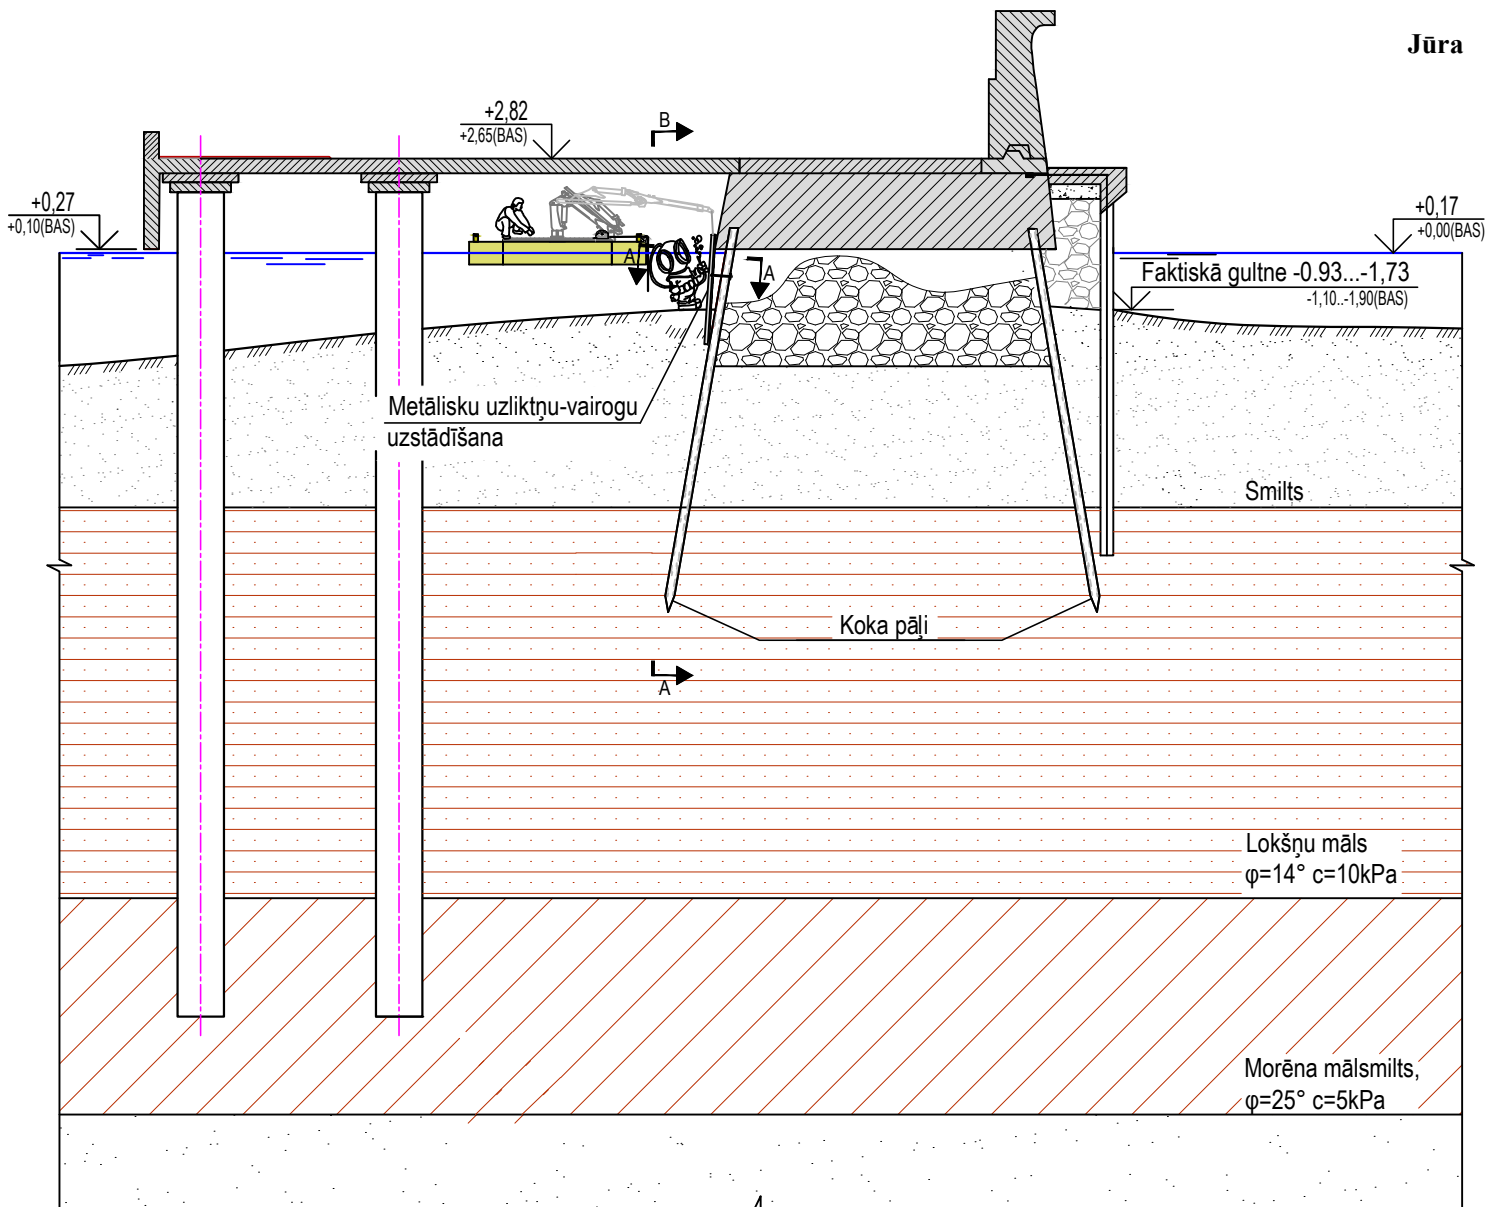 Jūra
+2,82
+2,65(BAS)
B
+0,27
+0,10(BAS)
+0,17
+0,00(BAS)
A
A
Faktiskā gultne -0.93...-1,73
-1,10..-1,90(BAS)
Metālisku uzliktņu-vairogu
uzstādīšana
Smilts
Koka pāļi
A
Lokšņu māls
φ=14° c=10kPa
Morēna mālsmilts,
φ=25° c=5kPa